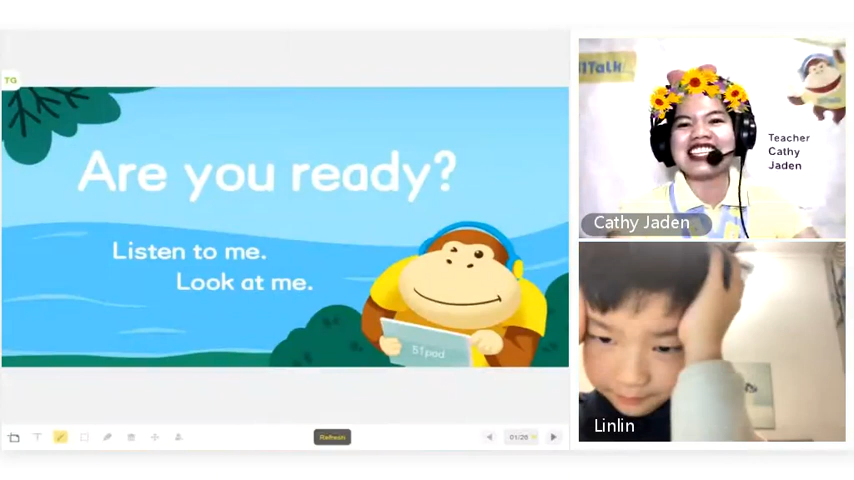 TG
Are you ready?
Listen to me.
Look at me.
51pad
Refresh
01/28
51Talk
Teacher
Cathy
Jaden
Cathy Jaden
Linlin